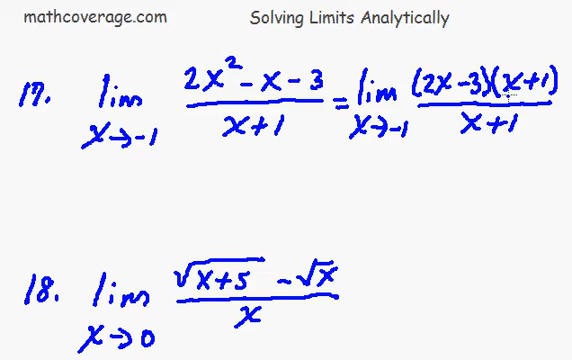 mathcoverage.com Solving Limits Analytically
17. lim x→-1 (2x² - x - 3)/(x+1) = lim x→-1 ((2x-3)(x+1))/(x+1)
18. lim x→0 (√(x+5) - √x)/x